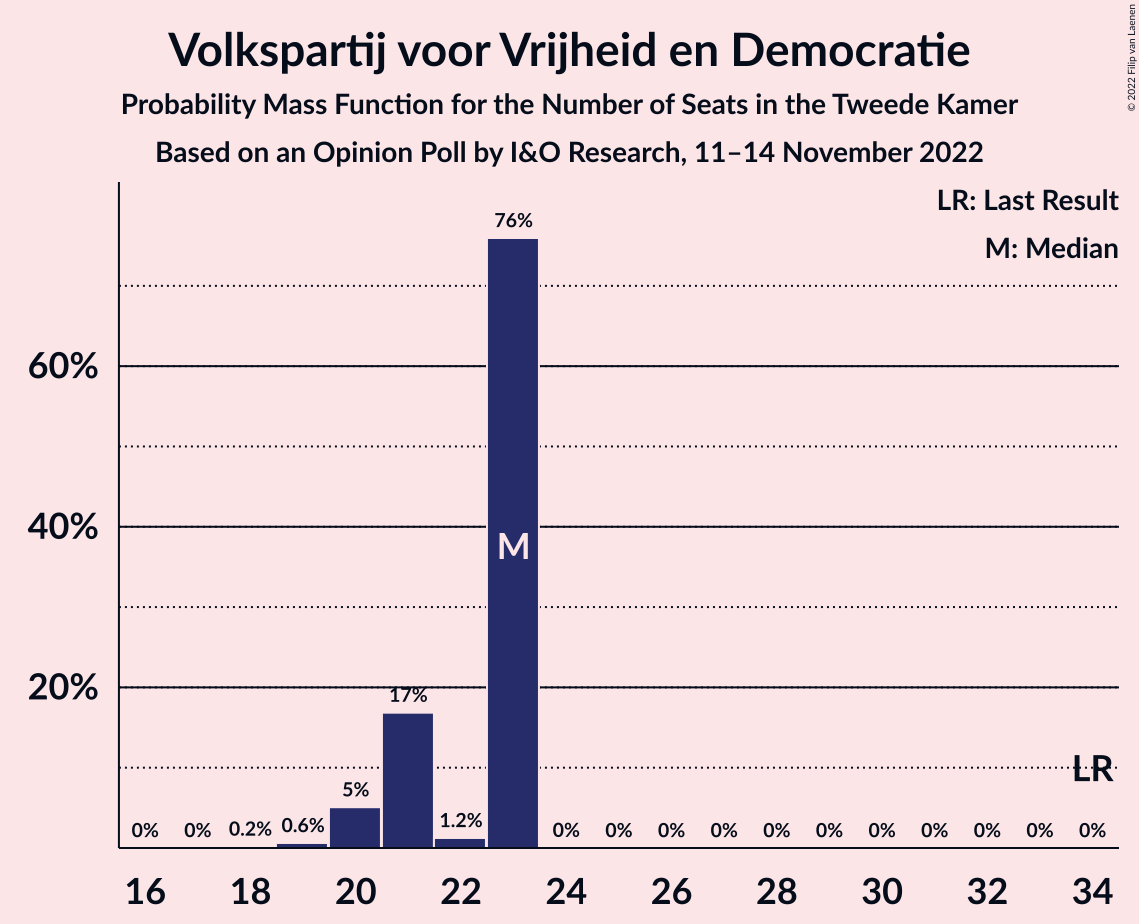 Volkspartij voor Vrijheid en Democratie
Probability Mass Function for the Number of Seats in the Tweede Kamer
Based on an Opinion Poll by I&O Research, 11–14 November 2022
© 2022 Filip van Laenen
LR: Last Result
M: Median
76%
60%
40%
M
20%
17%
LR
5%
0% 0% 0.2% 0.6% 1.2% 0% 0% 0% 0% 0% 0% 0% 0% 0% 0% 0%
16 18 20 22 24 26 28 30 32 34